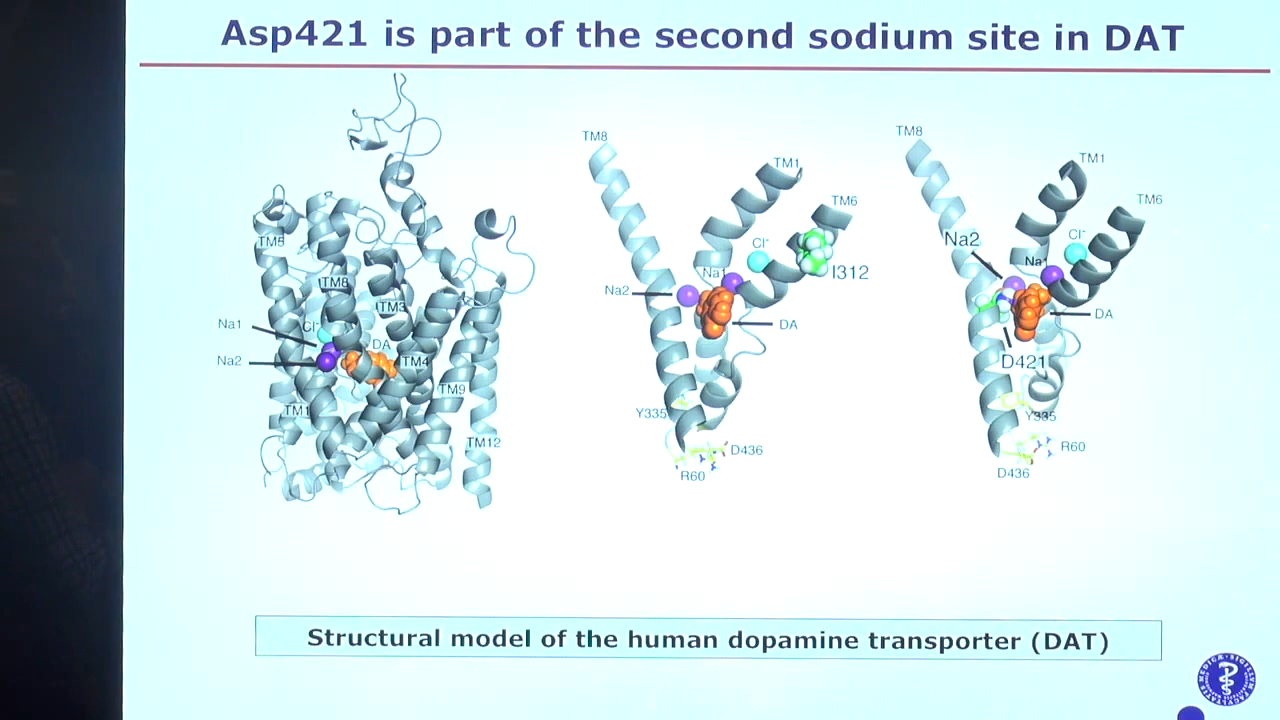 Asp421 is part of the second sodium site in DAT
TM5
TM8
TM3
Na1
Cl-
DA
Na2
TM4
TM9
TM1
TM12
TM8
TM1
TM6
Cl-
Na1
I312
Na2
DA
Y335
D436
R60
TM8
TM1
TM6
Na2
Cl-
Na1
DA
D421
Y335
R60
D436
Structural model of the human dopamine transporter (DAT)